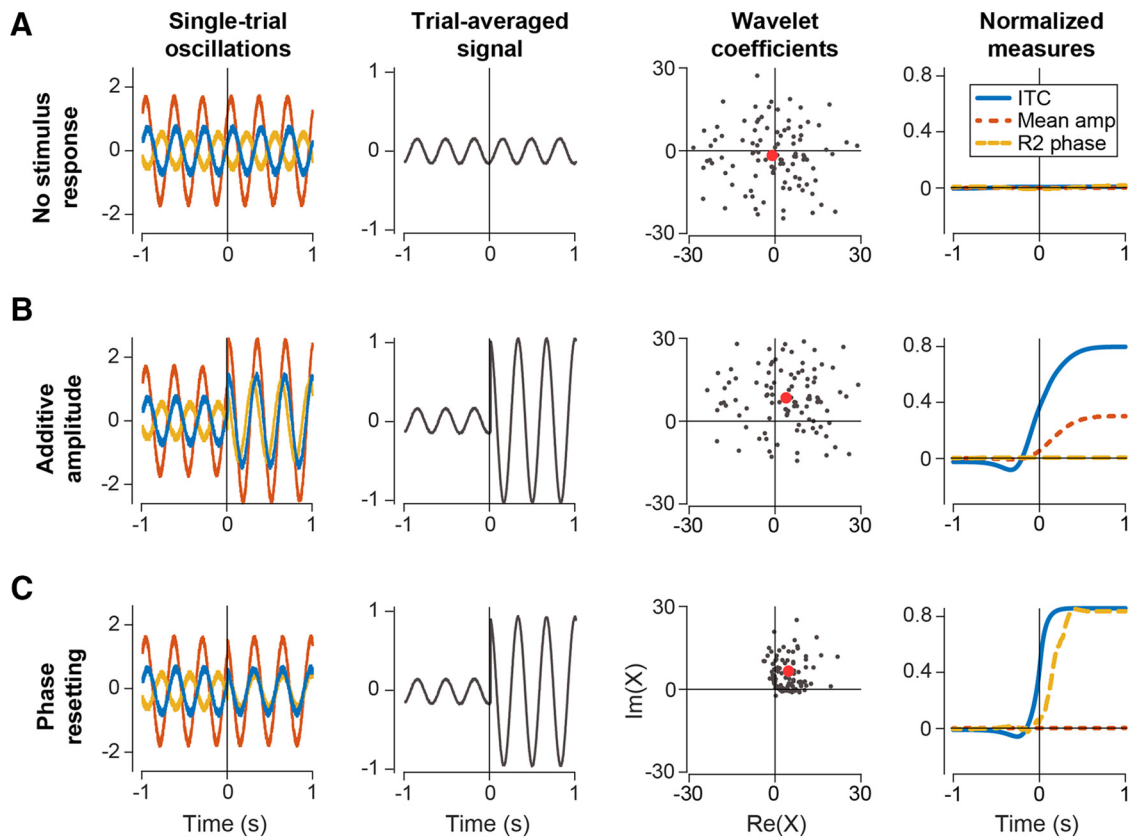 A
Single-trial
oscillations
Trial-averaged
signal
Wavelet
coefficients
Normalized
measures
No stimulus
response
2
0
-2
-1 0 1
1
0
-1
-1 0 1
30
0
-30
-30 0 30
0.8
0.4
0
-1 0 1
ITC
Mean amp
R2 phase
B
Additive
amplitude
2
0
-2
-1 0 1
1
0
-1
-1 0 1
30
0
-30
-30 0 30
0.8
0.4
0
-1 0 1
C
Phase
resetting
2
0
-2
-1 0 1
Time (s)
1
0
-1
-1 0 1
Time (s)
Im(X)
30
0
-30
-30 0 30
Re(X)
0.8
0.4
0
-1 0 1
Time (s)